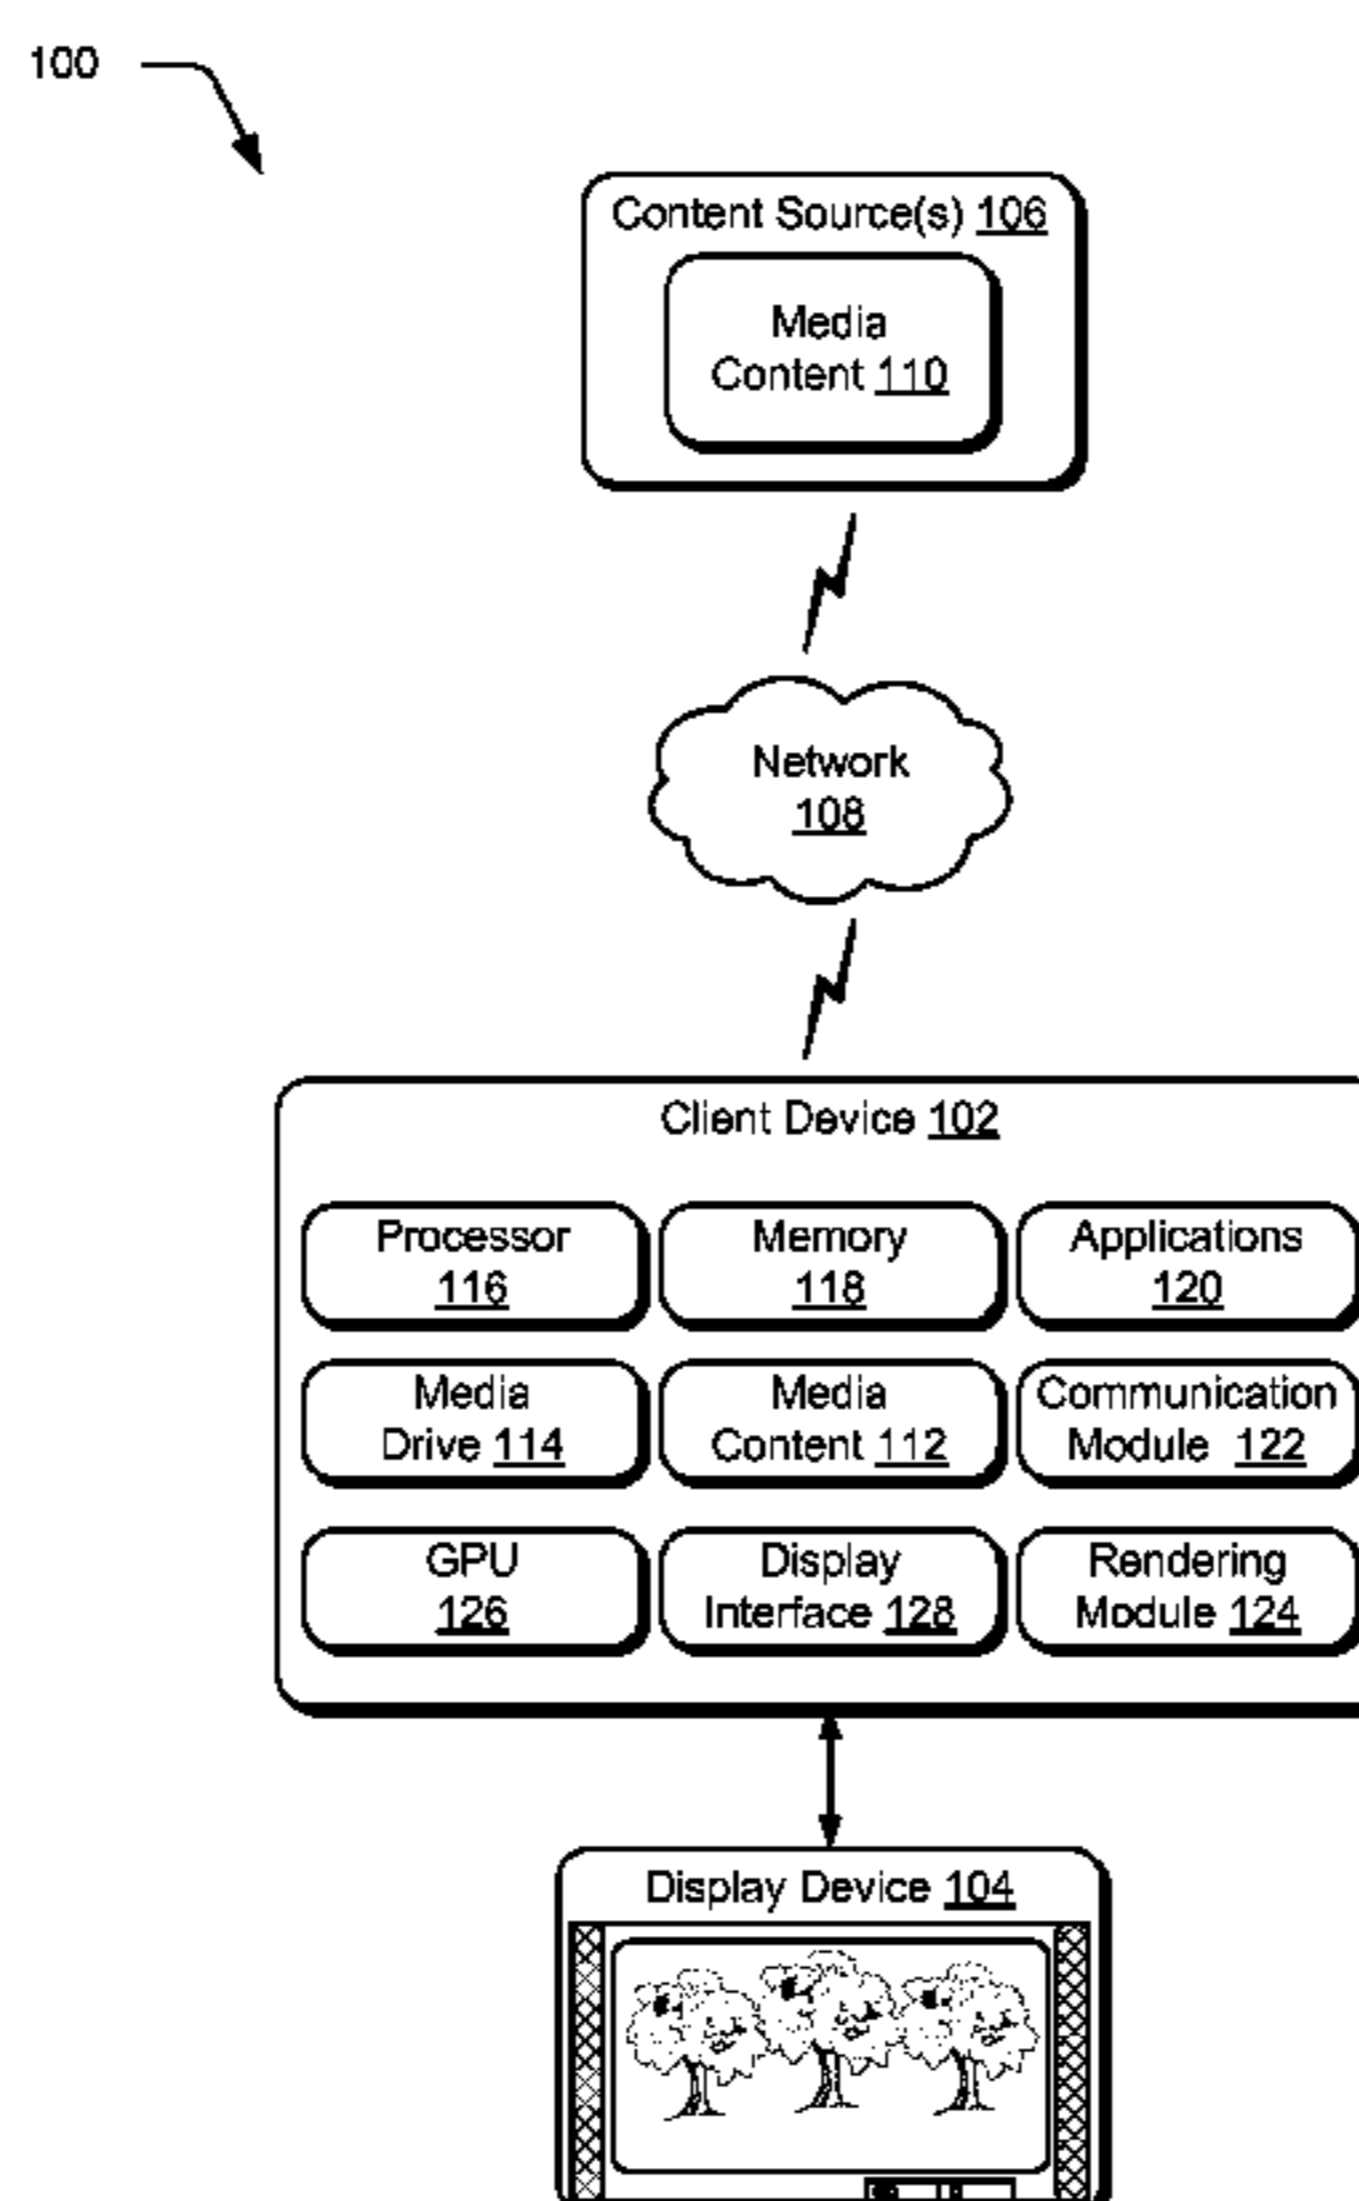 100
Content Source(s) 106
Media
Content 110
Network
108
Client Device 102
Processor
116
Memory
118
Applications
120
Media
Drive 114
Media
Content 112
Communication
Module 122
GPU
126
Display
Interface 128
Rendering
Module 124
Display Device 104